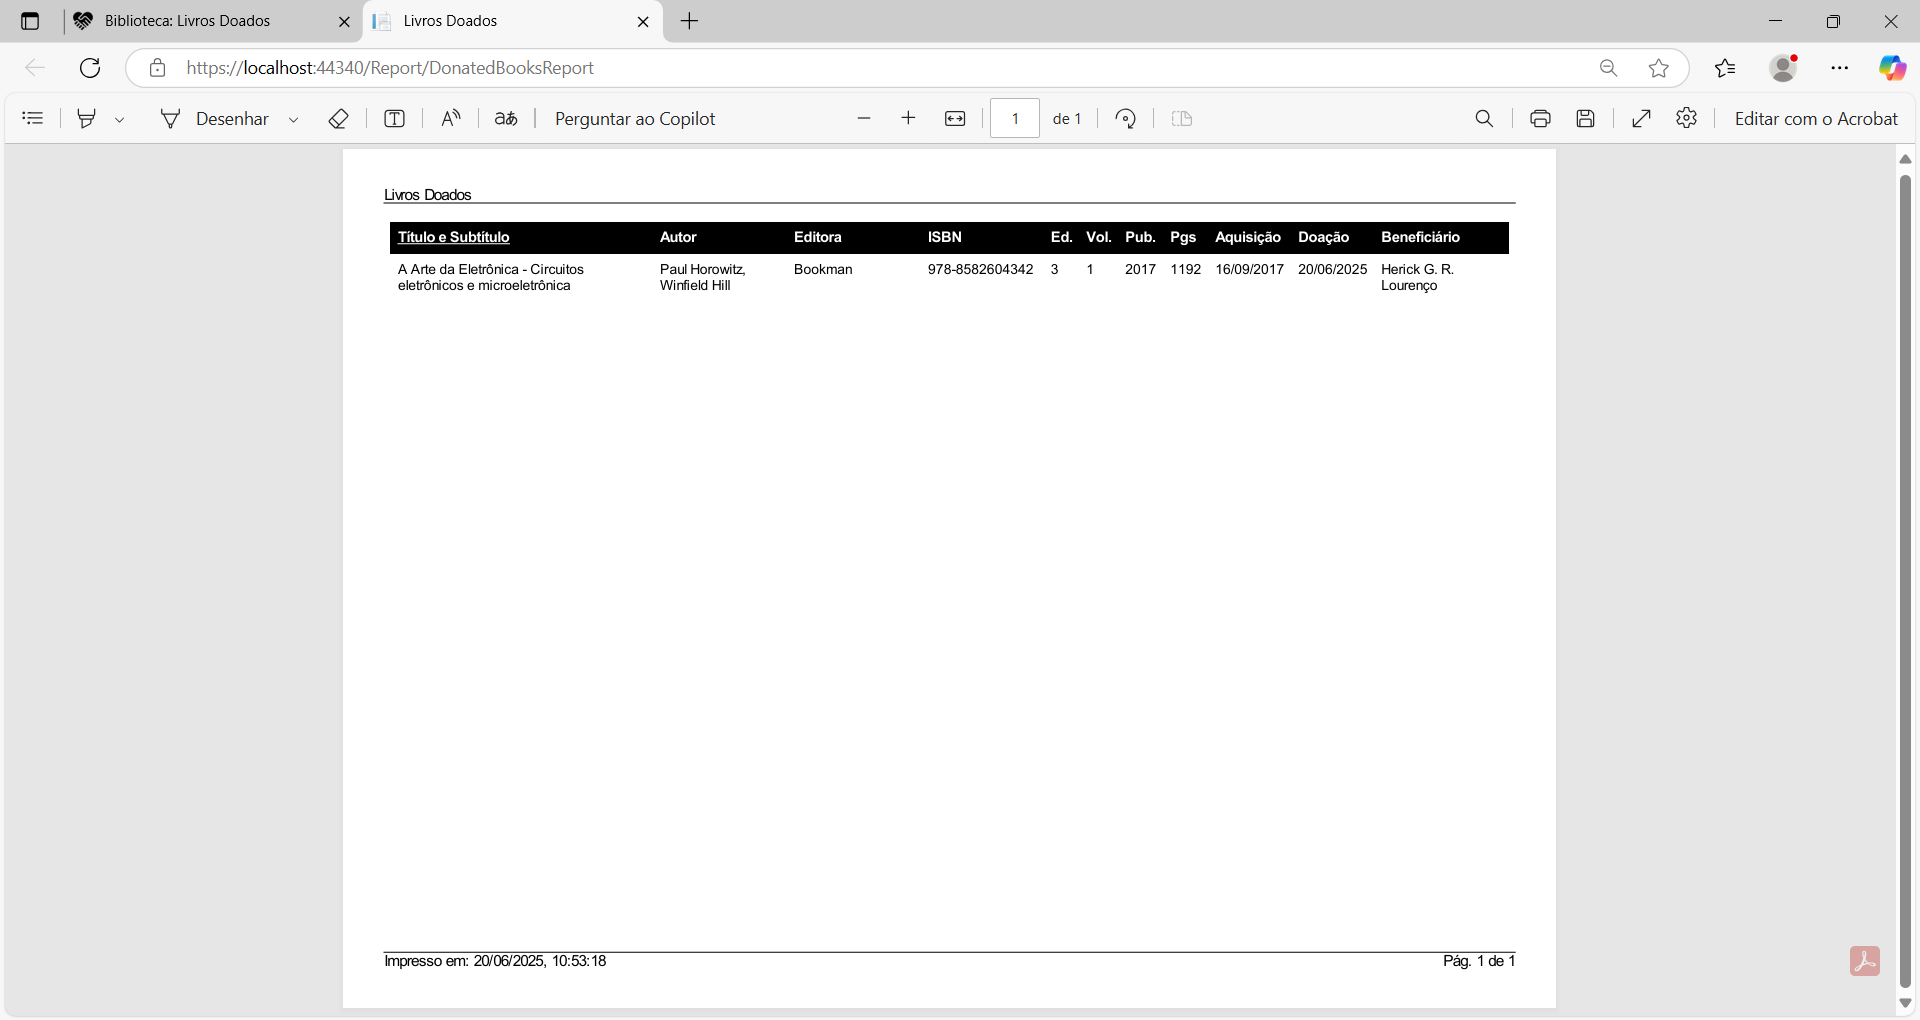 Biblioteca: Livros Doados
Livros Doados
https://localhost:44340/Report/DonatedBooksReport
Desenhar
aあ
Perguntar ao Copilot
1 de 1
Editar com o Acrobat
Livros Doados
Título e Subtítulo Autor Editora ISBN Ed. Vol. Pub. Pgs Aquisição Doação Beneficiário
A Arte da Eletrônica - Circuitos Paul Horowitz, Bookman 978-8582604342 3 1 2017 1192 16/09/2017 20/06/2025 Herick G. R.
eletrônicos e microeletrônica Winfield Hill Lourenço
Impresso em: 20/06/2025, 10:53:18 Pág. 1 de 1